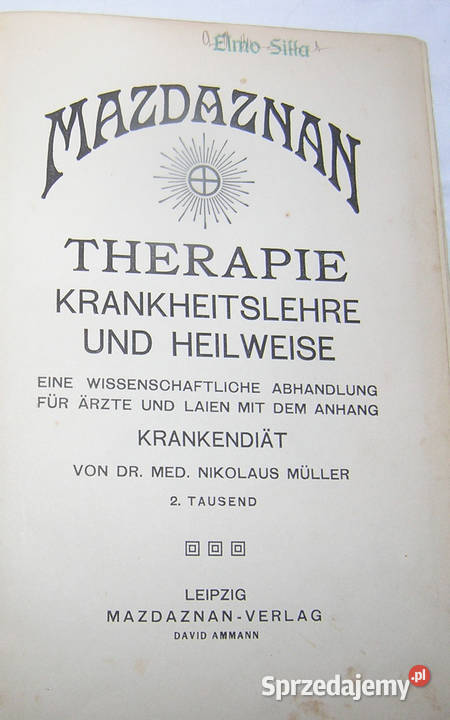 Elmo Silla
MAZDAZNAN
THERAPIE
KRANKHEITSLEHRE
UND HEILWEISE
EINE WISSENSCHAFTLICHE ABHANDLUNG
FÜR ÄRZTE UND LAIEN MIT DEM ANHANG
KRANKENDIÄT
VON DR. MED. NIKOLAUS MÜLLER
2. TAUSEND
LEIPZIG
MAZDAZNAN-VERLAG
DAVID AMMANN
Sprzedajemy.pl